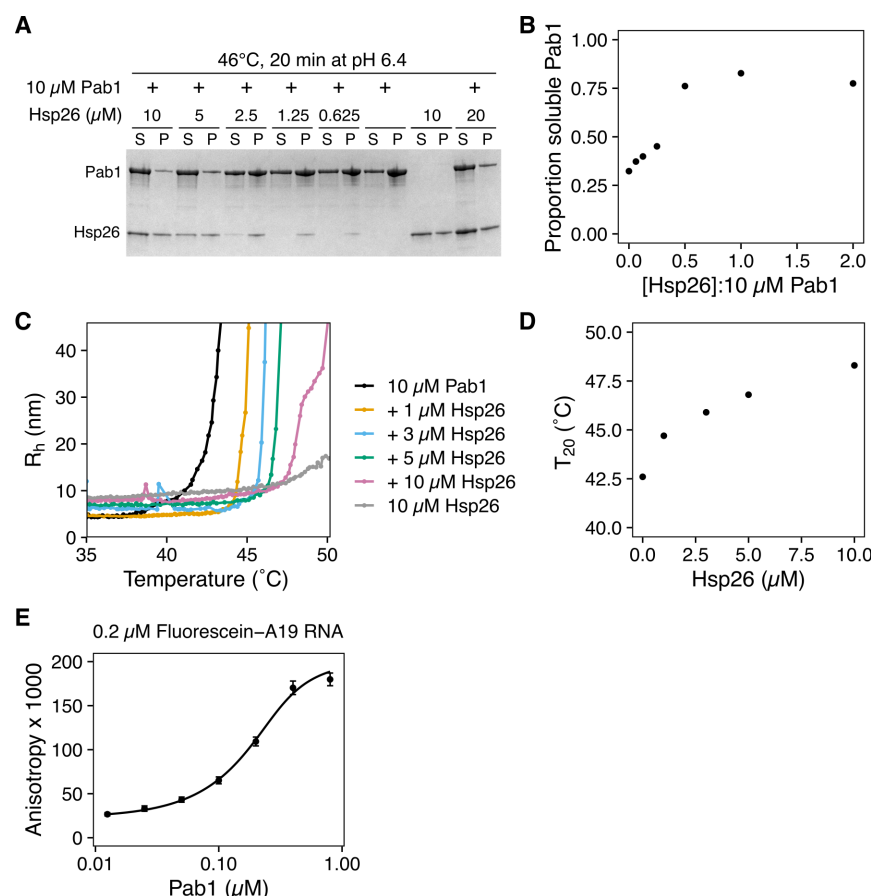 A
46°C, 20 min at pH 6.4
10 µM Pab1 + + + + + + +
Hsp26 (µM) 10 5 2.5 1.25 0.625 10 20
S P S P S P S P S P S P S P S P
Pab1
Hsp26
B
Proportion soluble Pab1
1.00
0.75
0.50
0.25
0.00
0.0 0.5 1.0 1.5 2.0
[Hsp26]:10 µM Pab1
C
Rh (nm)
40
30
20
10
0
35 40 45 50
Temperature (˚C)
10 µM Pab1
+ 1 µM Hsp26
+ 3 µM Hsp26
+ 5 µM Hsp26
+ 10 µM Hsp26
10 µM Hsp26
D
T20 (˚C)
50.0
47.5
45.0
42.5
40.0
0.0 2.5 5.0 7.5 10.0
Hsp26 (µM)
E
0.2 µM Fluorescein−A19 RNA
Anisotropy x 1000
200
150
100
50
0
0.01 0.10 1.00
Pab1 (µM)